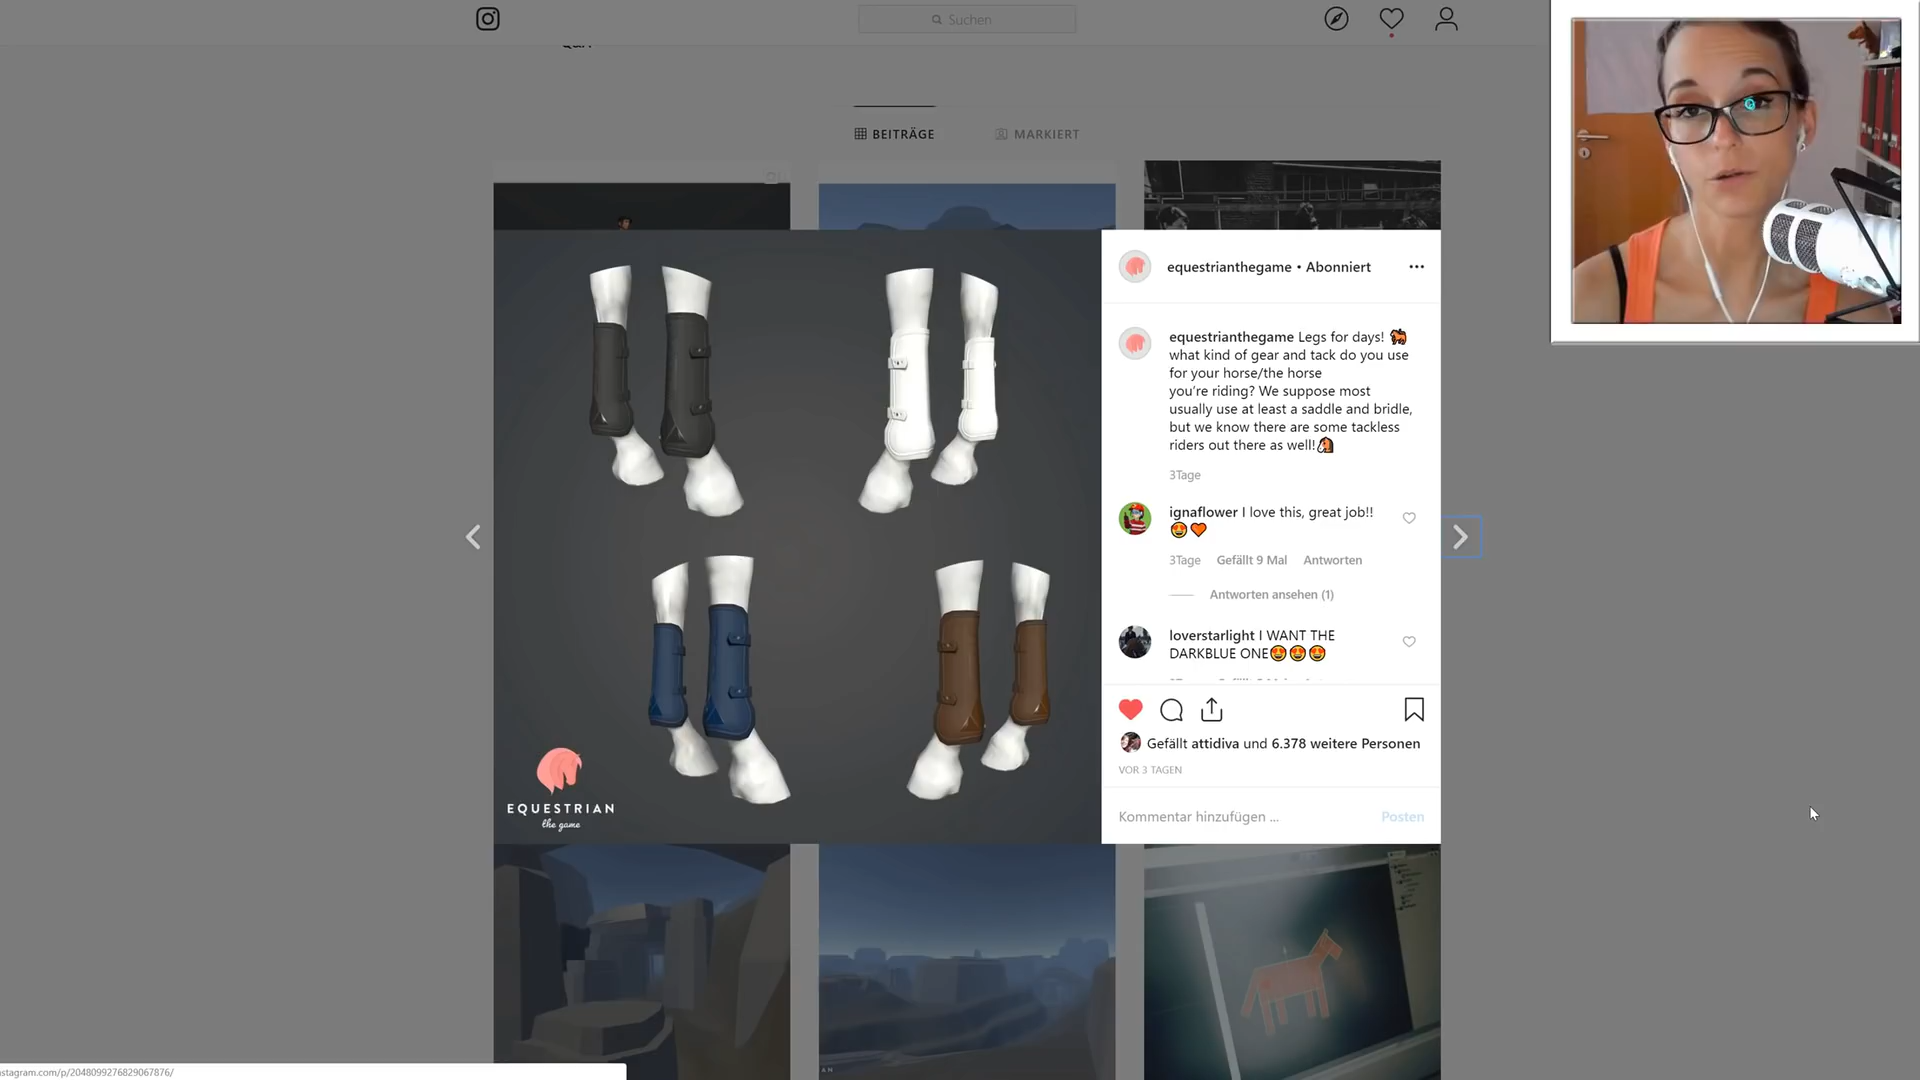 Suchen
BEITRÄGE
MARKIERT
equestrianthegame • Abonniert
equestrianthegame Legs for days! 🐎
what kind of gear and tack do you use
for your horse/the horse
you're riding? We suppose most
usually use at least a saddle and bridle,
but we know there are some tackless
riders out there as well!🐴
3Tage
ignaflower I love this, great job!!
😍🧡
3Tage Gefällt 9 Mal Antworten
Antworten ansehen (1)
loverstarlight I WANT THE
DARKBLUE ONE😍😍😍
Gefällt attidiva und 6.378 weitere Personen
VOR 3 TAGEN
Kommentar hinzufügen ...
Posten
EQUESTRIAN
the game
nstagram.com/p/2048099276829067876/